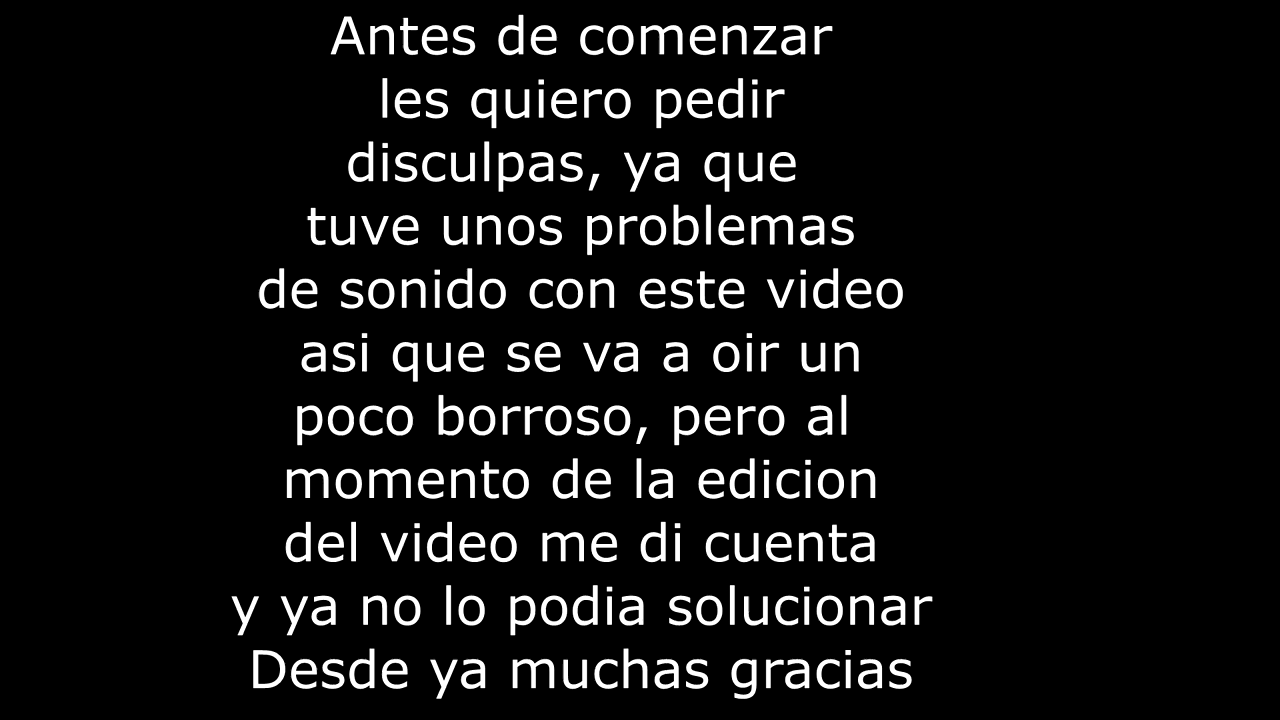 Antes de comenzar
les quiero pedir
disculpas, ya que
tuve unos problemas
de sonido con este video
asi que se va a oir un
poco borroso, pero al
momento de la edicion
del video me di cuenta
y ya no lo podia solucionar
Desde ya muchas gracias